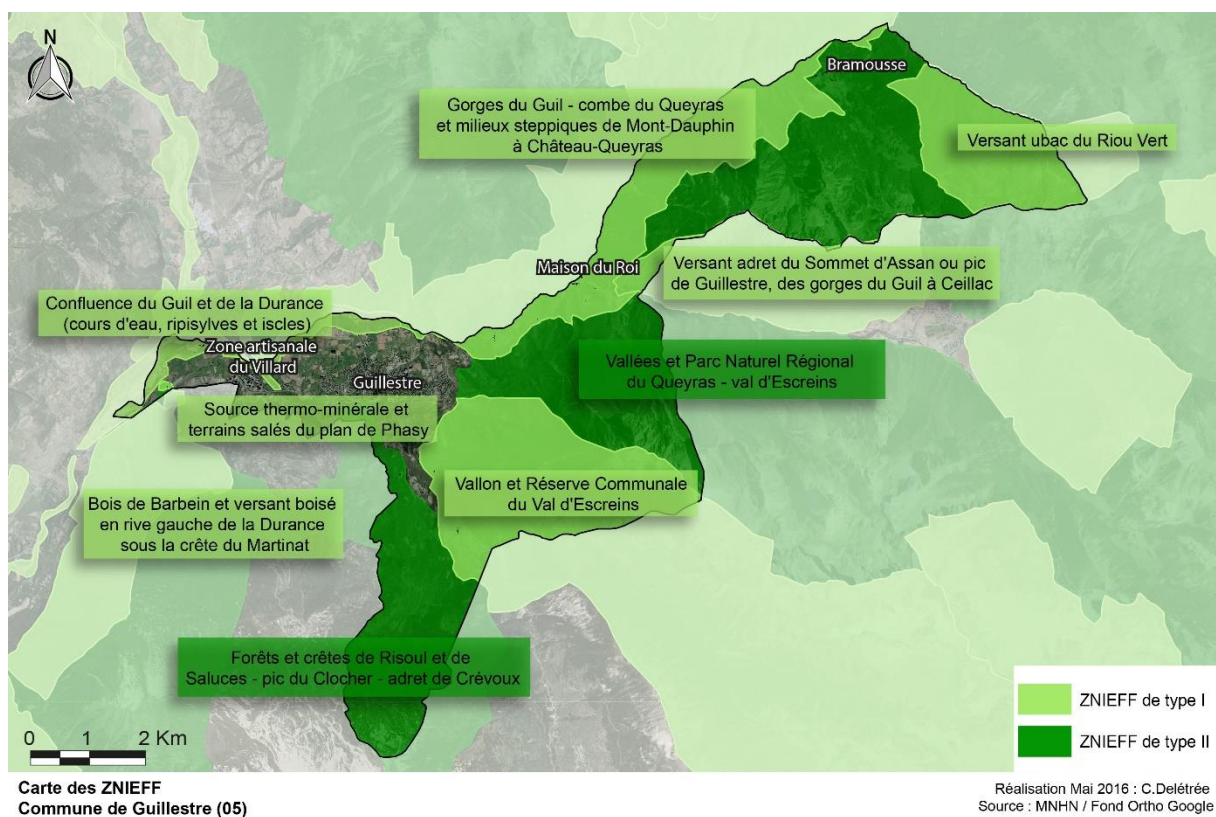 N
Bramousse
Gorges du Guil - combe du Queyras
et milieux steppiques de Mont-Dauphin
à Château-Queyras
Versant ubac du Riou Vert
Maison du Roi
Versant adret du Sommet d'Assan ou pic
de Guillestre, des gorges du Guil à Ceillac
Confluence du Guil et de la Durance
(cours d'eau, ripisylves et iscles)
Zone artisanale
du Villard
Guillestre
Vallées et Parc Naturel Régional
du Queyras - val d'Escreins
Source thermo-minérale et
terrains salés du plan de Phasy
Vallon et Réserve Communale
du Val d'Escreins
Bois de Barbein et versant boisé
en rive gauche de la Durance
sous la crête du Martinat
Forêts et crêtes de Risoul et de
Saluces - pic du Clocher - adret de Crévoux
ZNIEFF de type I
ZNIEFF de type II
0 1 2 Km
Carte des ZNIEFF
Commune de Guillestre (05)
Réalisation Mai 2016 : C.Delétrée
Source : MNHN / Fond Ortho Google